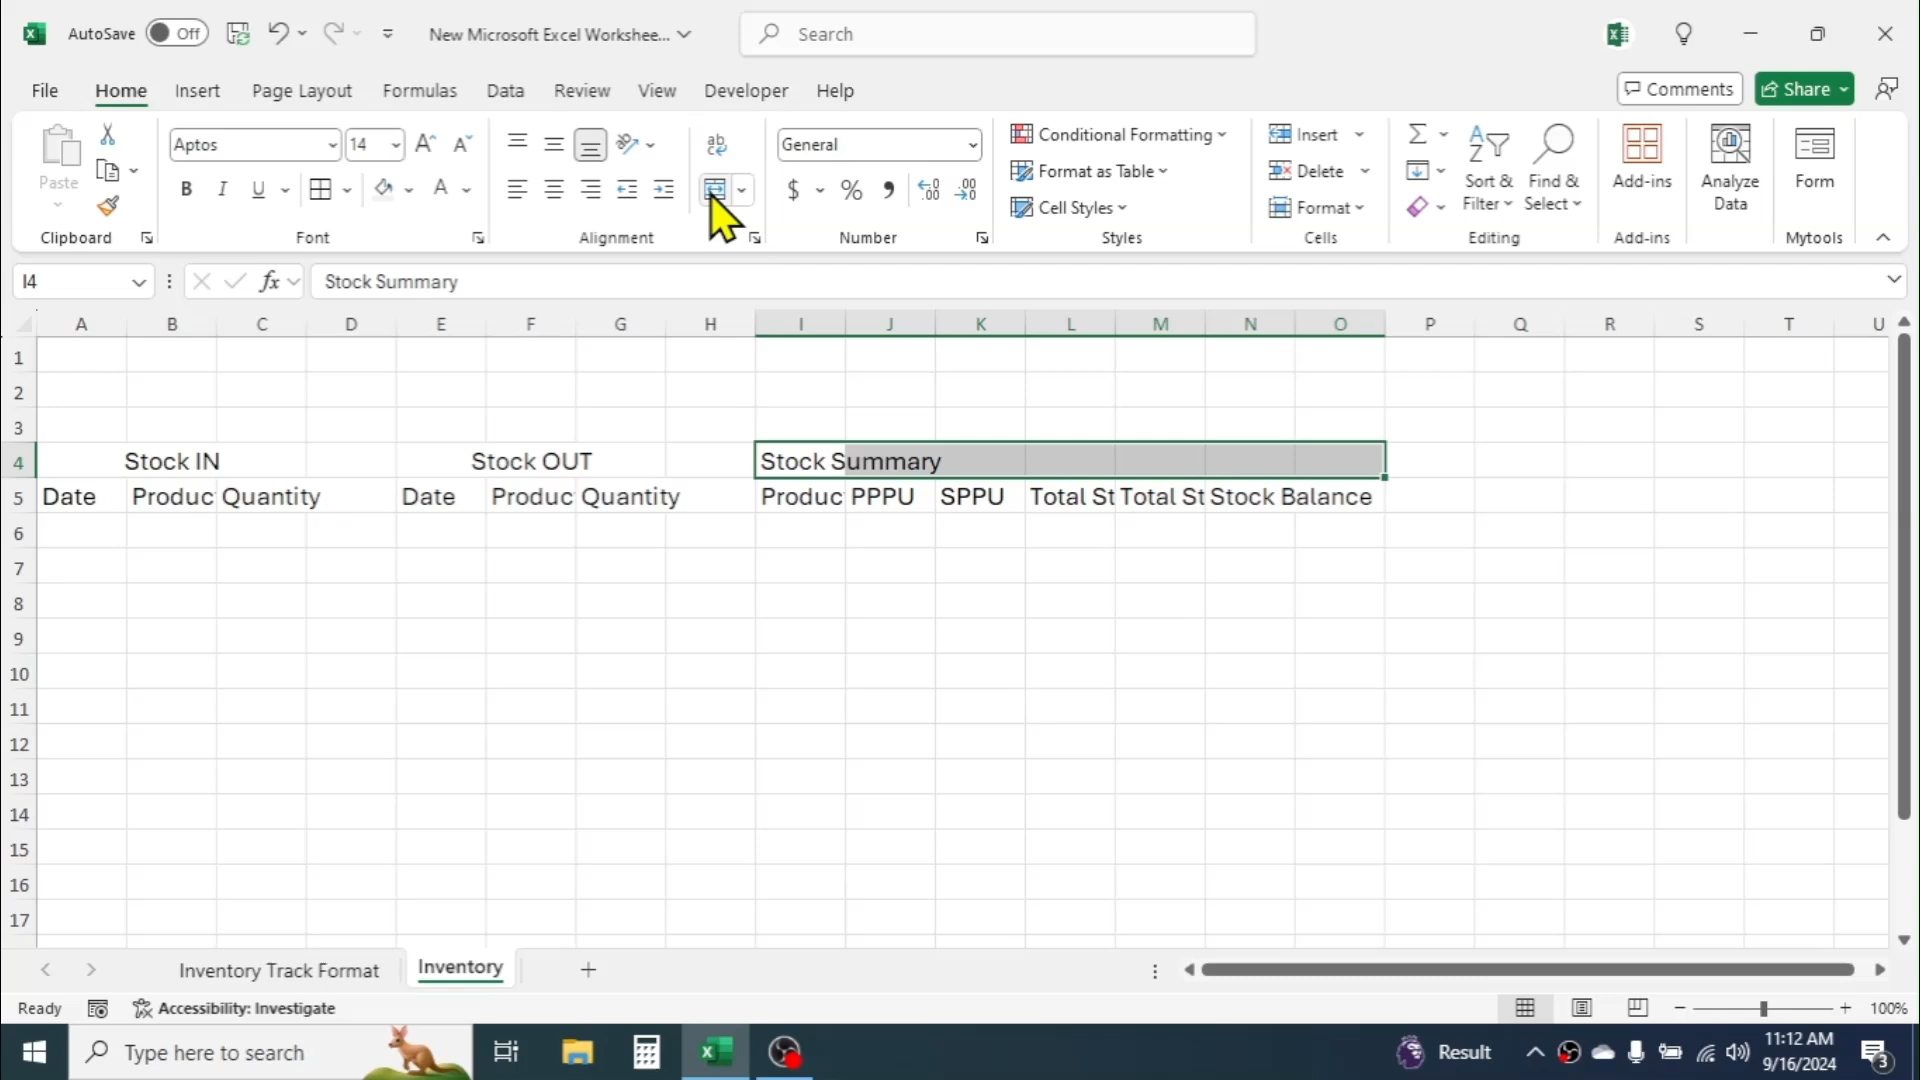 AutoSave Off New Microsoft Excel Workshee... Search
File Home Insert Page Layout Formulas Data Review View Developer Help Comments Share
Paste Aptos 14 General Conditional Formatting Insert
Format as Table Delete
Cell Styles Format
B I U A $ % Sort & Filter Find & Select Add-ins Analyze Data Form
Clipboard Font Alignment Number Styles Cells Editing Add-ins Mytools
I4 fx Stock Summary
A B C D E F G H I J K L M N O P Q R S T U
1
2
3
4 Stock IN Stock OUT Stock Summary
5 Date Produc Quantity Date Produc Quantity Produc PPPU SPPU Total St Total St Stock Balance
6
7
8
9
10
11
12
13
14
15
16
17
Inventory Track Format Inventory
Ready Accessibility: Investigate 100%
Type here to search Result 11:12 AM
9/16/2024 3